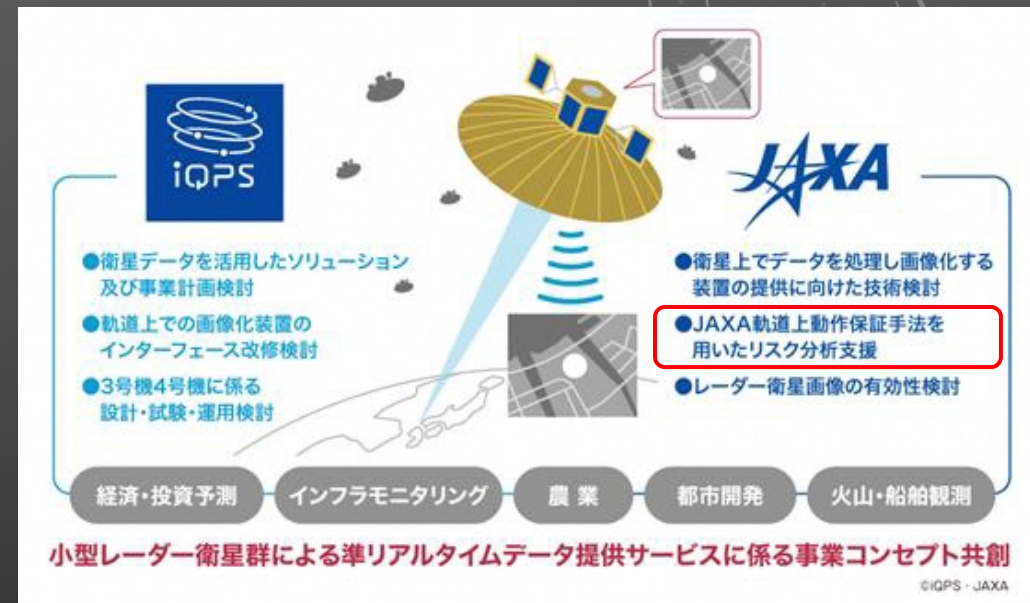 iQPS
JAXA
●衛星データを活用したソリューション
及び事業計画検討
●軌道上での画像化装置の
インターフェース改修検討
●3号機4号機に係る
設計・試験・運用検討
●衛星上でデータを処理し画像化する
装置の提供に向けた技術検討
●JAXA軌道上動作保証手法を
用いたリスク分析支援
●レーダー衛星画像の有効性検討
経済・投資予測
インフラモニタリング
農業
都市開発
火山・船舶観測
小型レーダー衛星群による準リアルタイムデータ提供サービスに係る事業コンセプト共創
©iQPS - JAXA